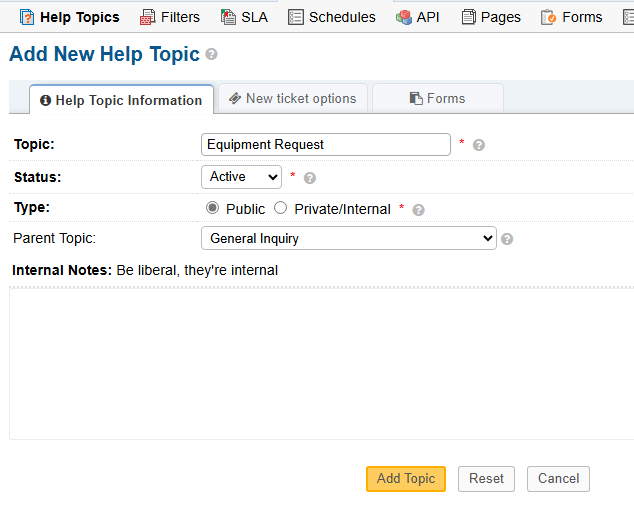 Help Topics Filters SLA Schedules API Pages Forms
Add New Help Topic
Help Topic Information New ticket options Forms
Topic: Equipment Request *
Status: Active *
Type: Public Private/Internal *
Parent Topic: General Inquiry
Internal Notes: Be liberal, they're internal
Add Topic Reset Cancel